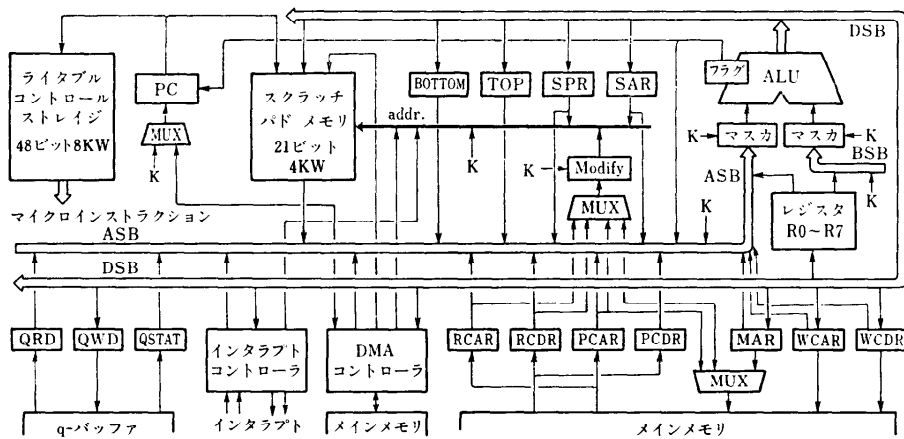 DSB
ライタブル
コントロール
ストレイジ
48ビット8KW
PC
MUX
K
マイクロインストラクション
スクラッチ
パド メモリ
21ビット
4KW
addr.
BOTTOM
TOP
SPR
SAR
K
K
Modify
MUX
フラグ
ALU
K
マスカ
マスカ
K
BSB
ASB
K
K
レジスタ
R0～R7
ASB
DSB
QRD
QWD
QSTAT
インタラプト
コントローラ
DMA
コントローラ
RCAR
RCDR
PCAR
PCDR
MAR
WCAR
WCDR
MUX
q-バッファ
インタラプト
メインメモリ
メインメモリ